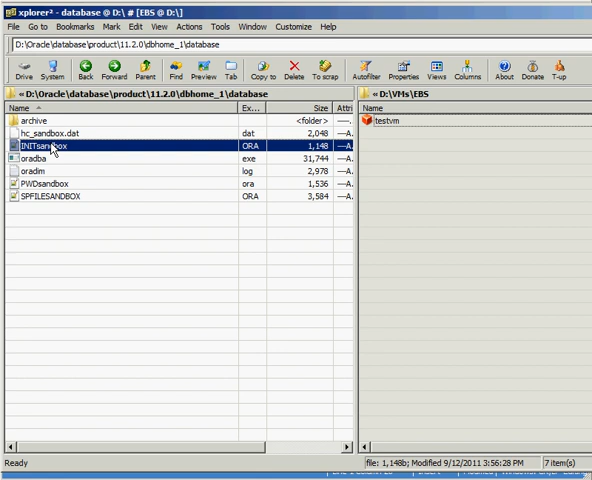 xplorer² - database @ D:\ # [EBS @ D:\]
File Go to Bookmarks Mark Edit View Actions Tools Window Customize Help
D:\Oracle\database\product\11.2.0\dbhome_1\database
Drive System Back Forward Parent Find Preview Tab Copy to Delete To scrap Autofilter Properties Views Columns About Donate T-up
« D:\Oracle\database\product\11.2.0\dbhome_1\database
Name Ex... Size Attri
archive <folder> ----.
hc_sandbox.dat dat 2,048 ---A.
INITsandbox ORA 1,148 ---A.
oradba exe 31,744 ---A.
oradim log 2,978 ---A.
PWDsandbox ora 1,536 ---A.
SPFILESANDBOX ORA 3,584 ---A.
« D:\VMs\EBS
Name
testvm
Ready file: 1,148b; Modified 9/12/2011 3:56:28 PM 7 item(s)